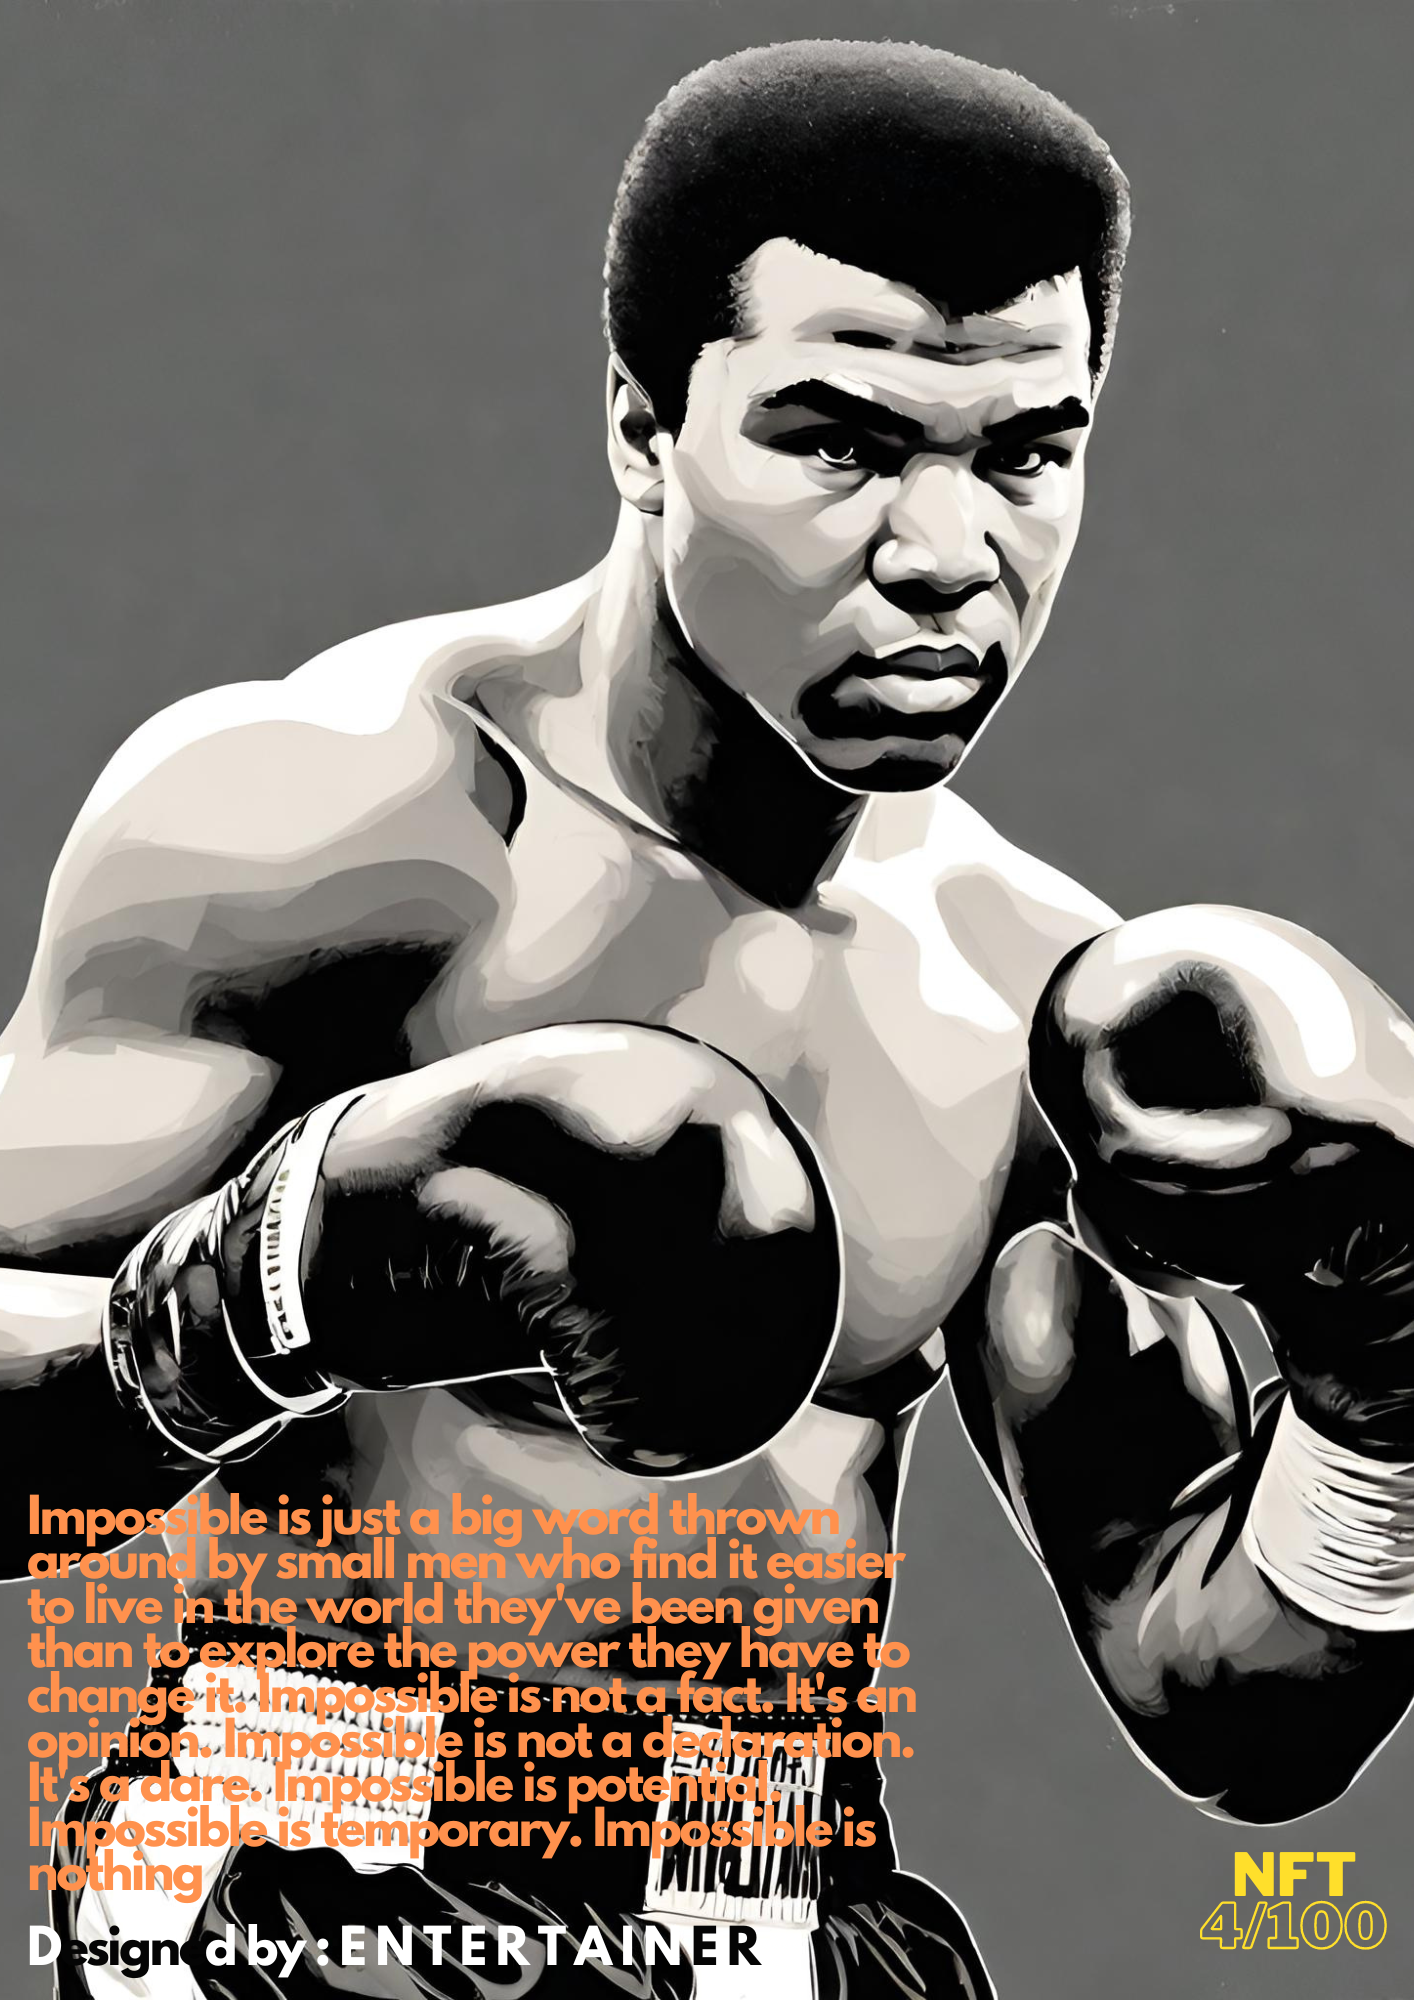 Impossible is just a big word thrown
around by small men who find it easier
to live in the world they've been given
than to explore the power they have to
change it. Impossible is not a fact. It's an
opinion. Impossible is not a declaration.
It's a dare. Impossible is potential.
Impossible is temporary. Impossible is
nothing
Designed by : ENTERTAINER
NFT
4/100